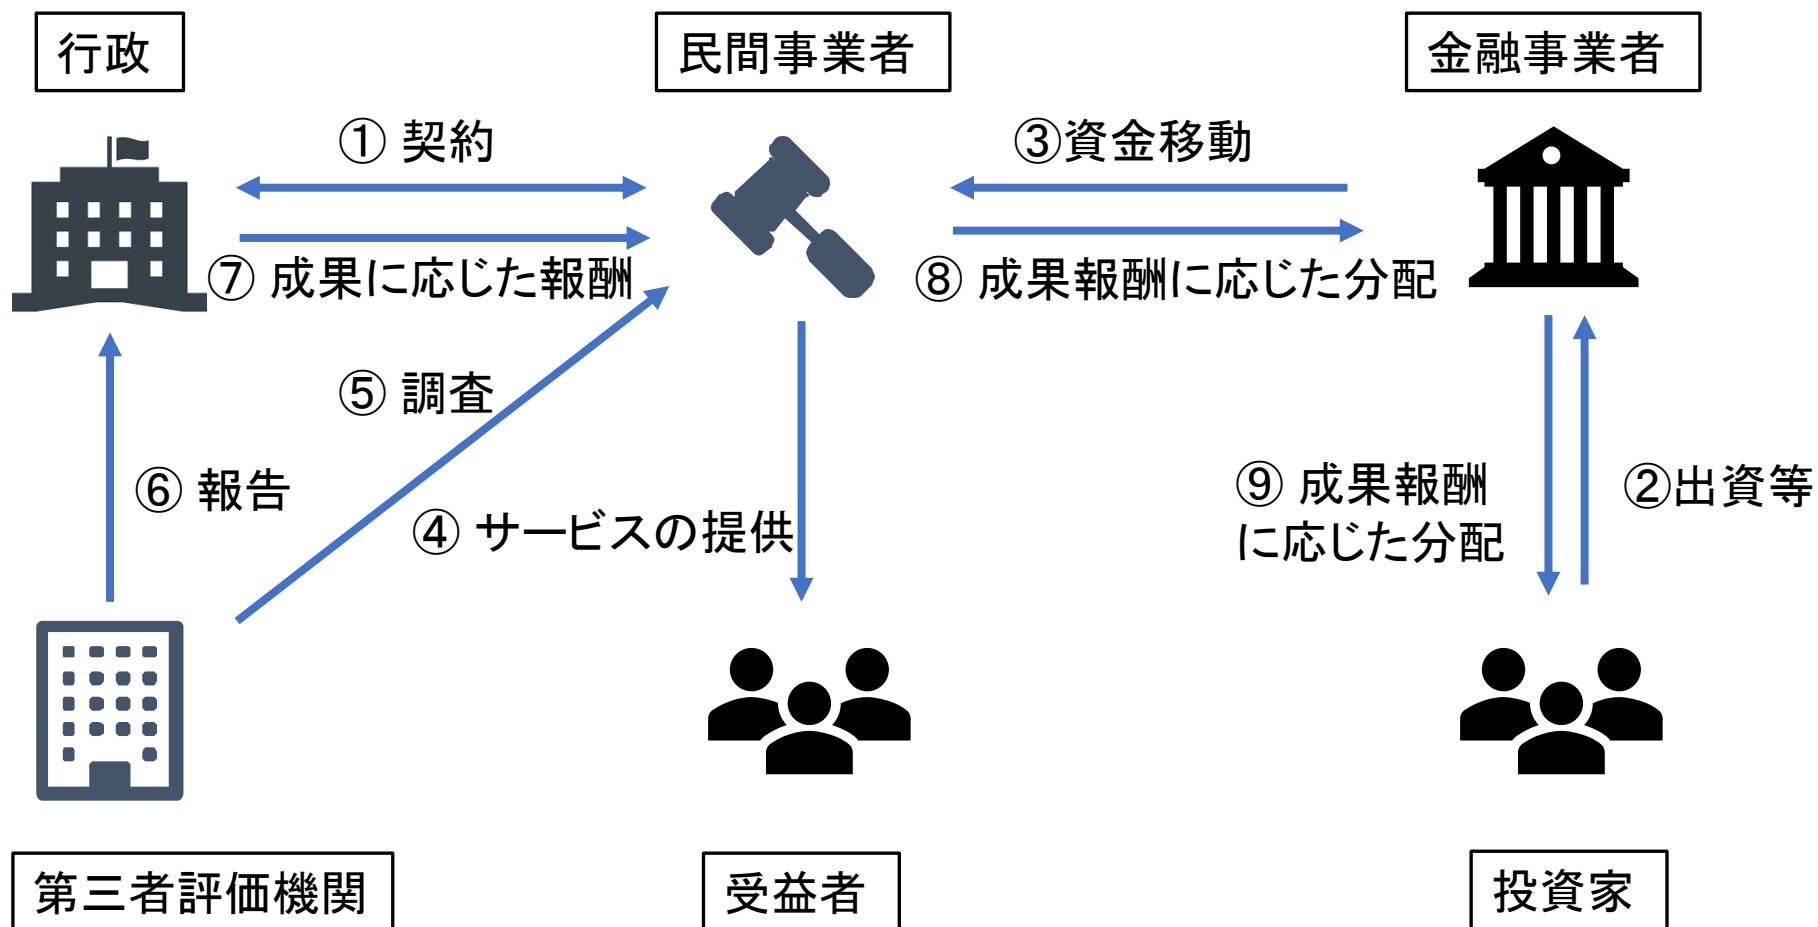 行政
民間事業者
金融事業者
① 契約
③資金移動
⑦ 成果に応じた報酬
⑧ 成果報酬に応じた分配
⑤ 調査
⑥ 報告
④ サービスの提供
⑨ 成果報酬
に応じた分配
②出資等
第三者評価機関
受益者
投資家